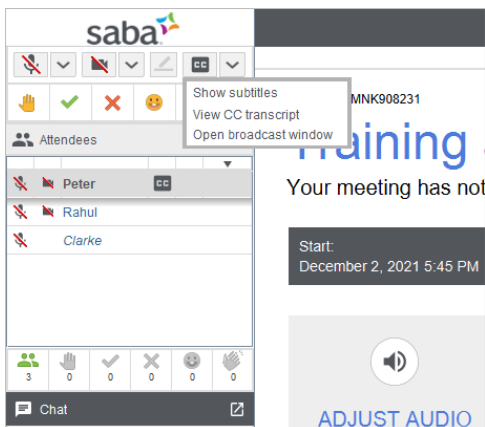 saba
CC
Show subtitles
View CC transcript
Open broadcast window
MNK908231
Training
Your meeting has not
Attendees
Peter
CC
Rahul
Clarke
Start:
December 2, 2021 5:45 PM
3 0 0 0 0 0
Chat
ADJUST AUDIO